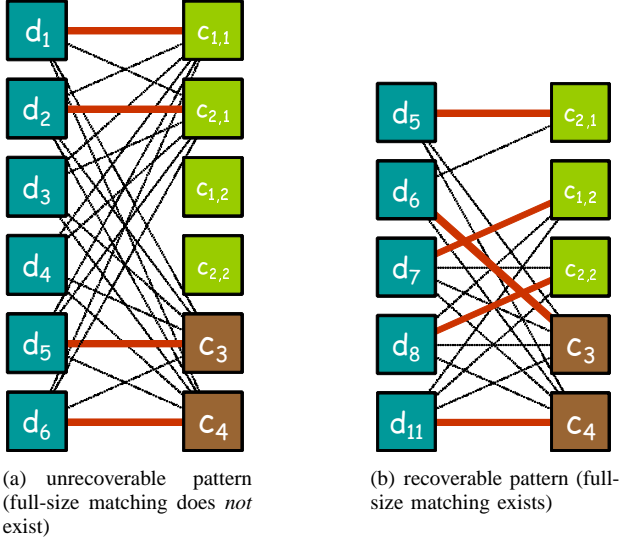 d1 c1,1
d2 c2,1
d3 c1,2
d4 c2,2
d5 c3
d6 c4
(a) unrecoverable pattern
(full-size matching does not
exist)
d5 c2,1
d6 c1,2
d7 c2,2
d8 c3
d11 c4
(b) recoverable pattern (full-
size matching exists)